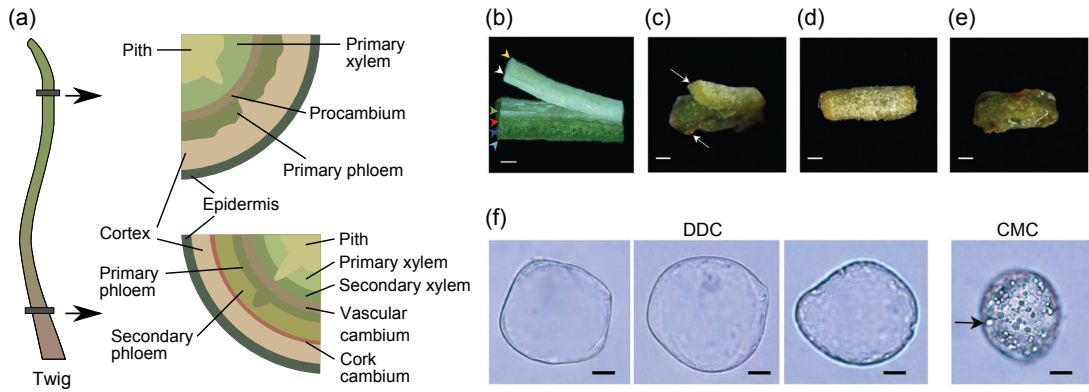 (a)
Pith
Primary
xylem
Procambium
Primary phloem
Epidermis
Cortex
Pith
Primary
phloem
Primary xylem
Secondary xylem
Secondary
phloem
Vascular
cambium
Cork
cambium
Twig
(b)
(c)
(d)
(e)
(f)
DDC
CMC